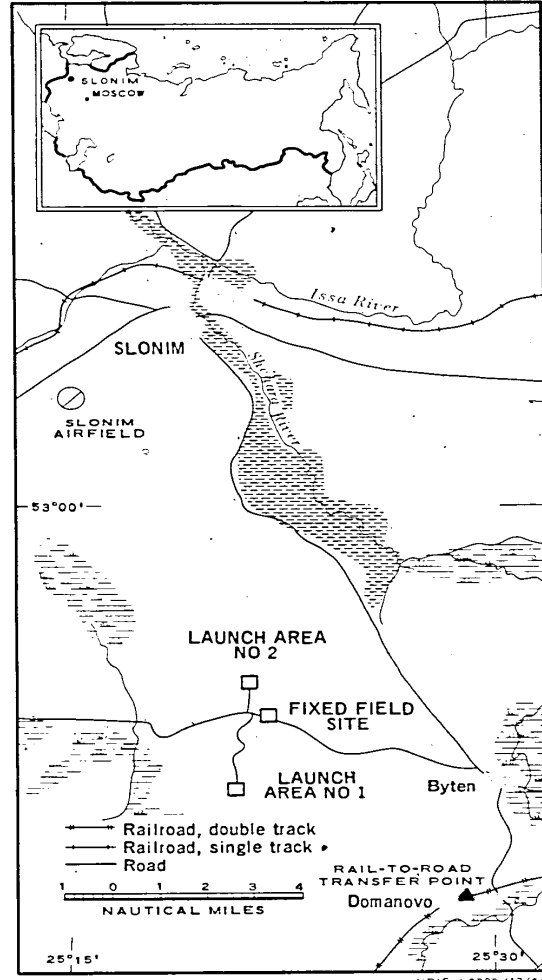 SLONIM
MOSCOW
Issa River
SLONIM
River
SLONIM
AIRFIELD
53°00'
LAUNCH AREA
NO 2
FIXED FIELD
SITE
LAUNCH
AREA NO 1
Byten
Railroad, double track
Railroad, single track
Road
1 0 1 2 3 4
NAUTICAL MILES
RAIL-TO-ROAD
TRANSFER POINT
Domanovo
25°15'
25°30'